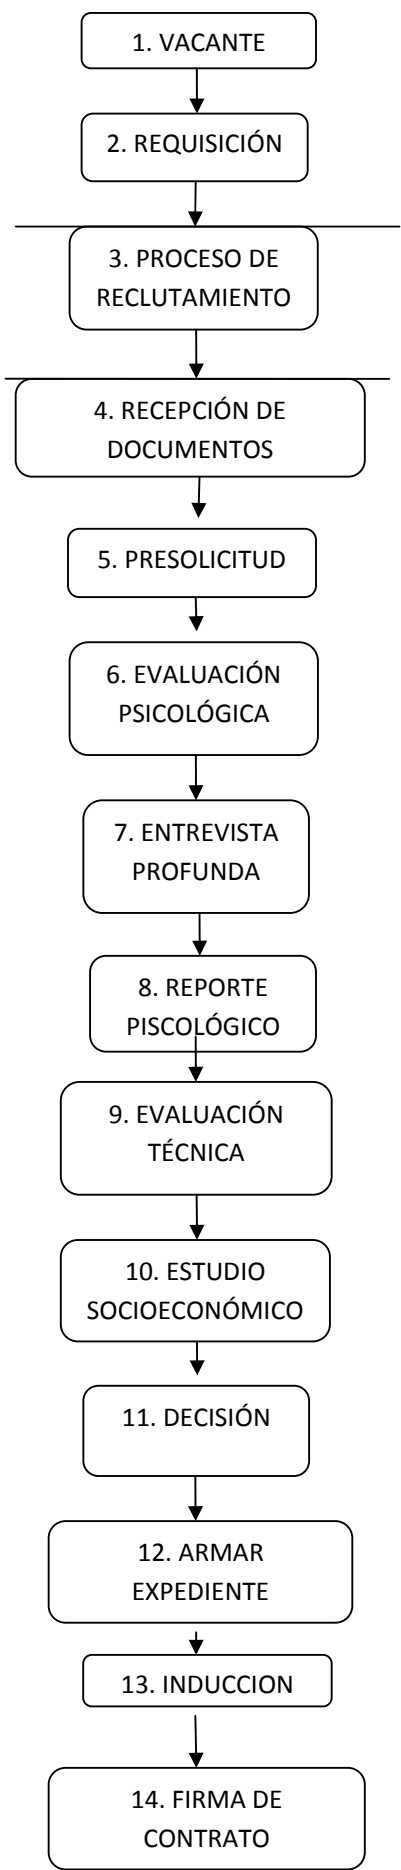 1. VACANTE
2. REQUISICIÓN
3. PROCESO DE
RECLUTAMIENTO
4. RECEPCIÓN DE
DOCUMENTOS
5. PRESOLICITUD
6. EVALUACIÓN
PSICOLÓGICA
7. ENTREVISTA
PROFUNDA
8. REPORTE
PISCOLÓGICO
9. EVALUACIÓN
TÉCNICA
10. ESTUDIO
SOCIOECONÓMICO
11. DECISIÓN
12. ARMAR
EXPEDIENTE
13. INDUCCION
14. FIRMA DE
CONTRATO